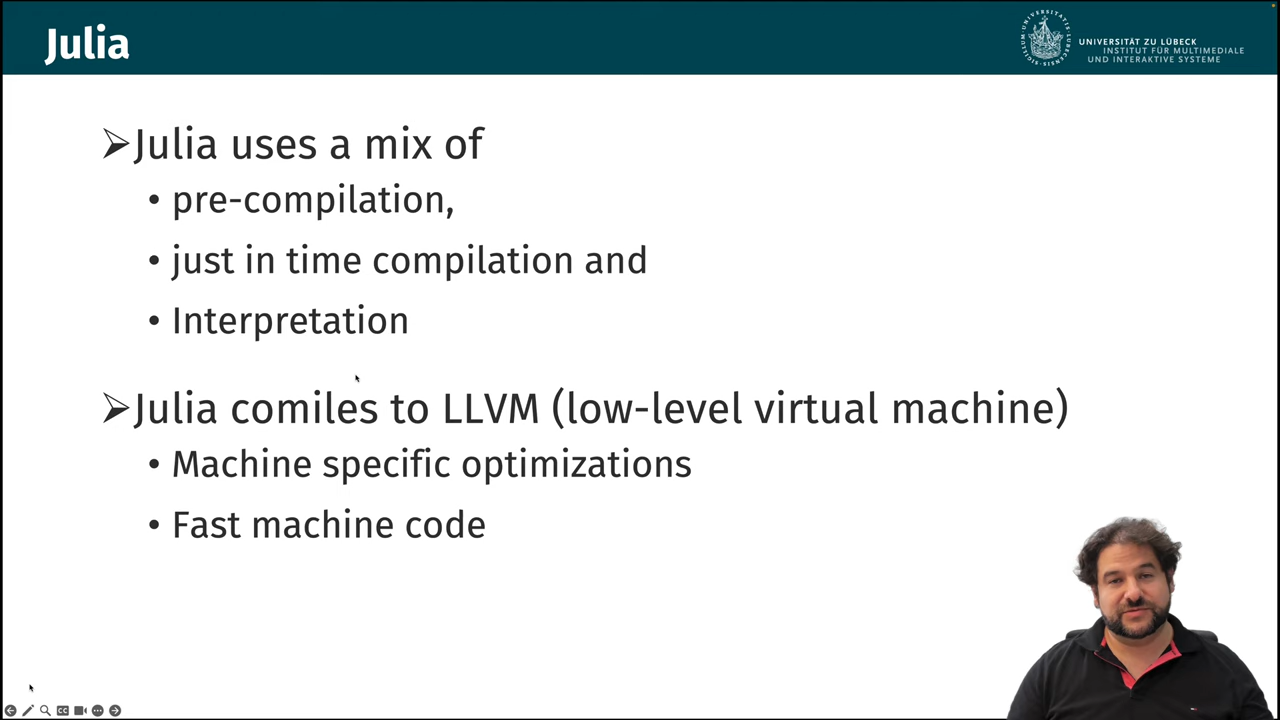 Julia
UNIVERSITÄT ZU LÜBECK
INSTITUT FÜR MULTIMEDIALE
UND INTERAKTIVE SYSTEME
➢Julia uses a mix of
• pre-compilation,
• just in time compilation and
• Interpretation
➢Julia comiles to LLVM (low-level virtual machine)
• Machine specific optimizations
• Fast machine code